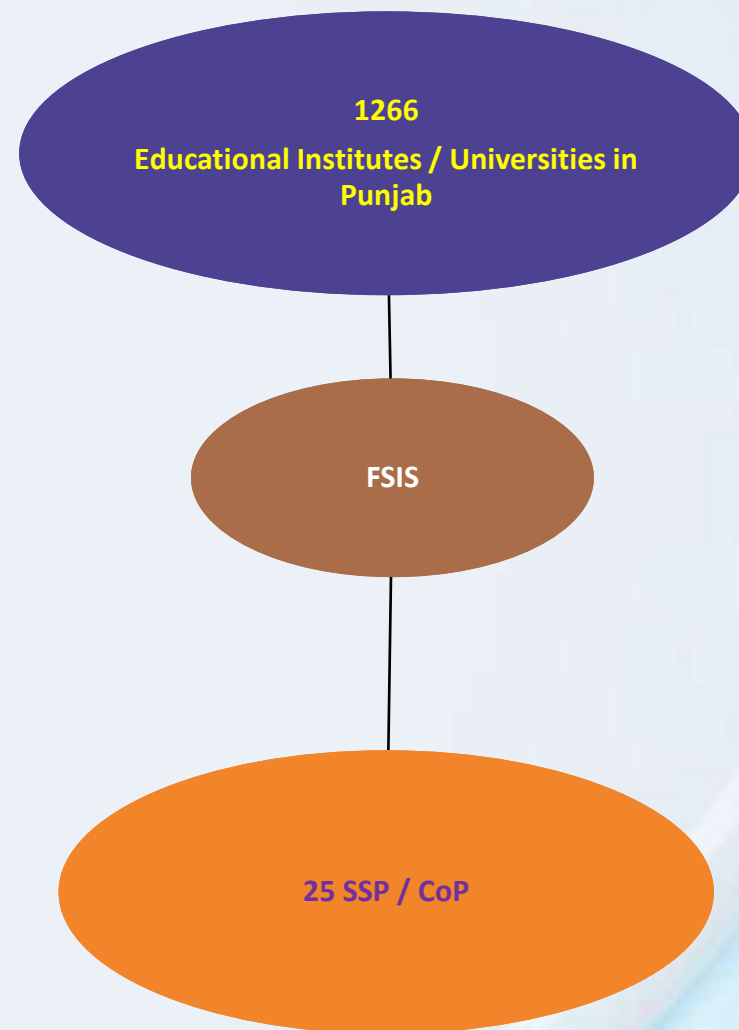 1266
Educational Institutes / Universities in
Punjab
FSIS
25 SSP / CoP